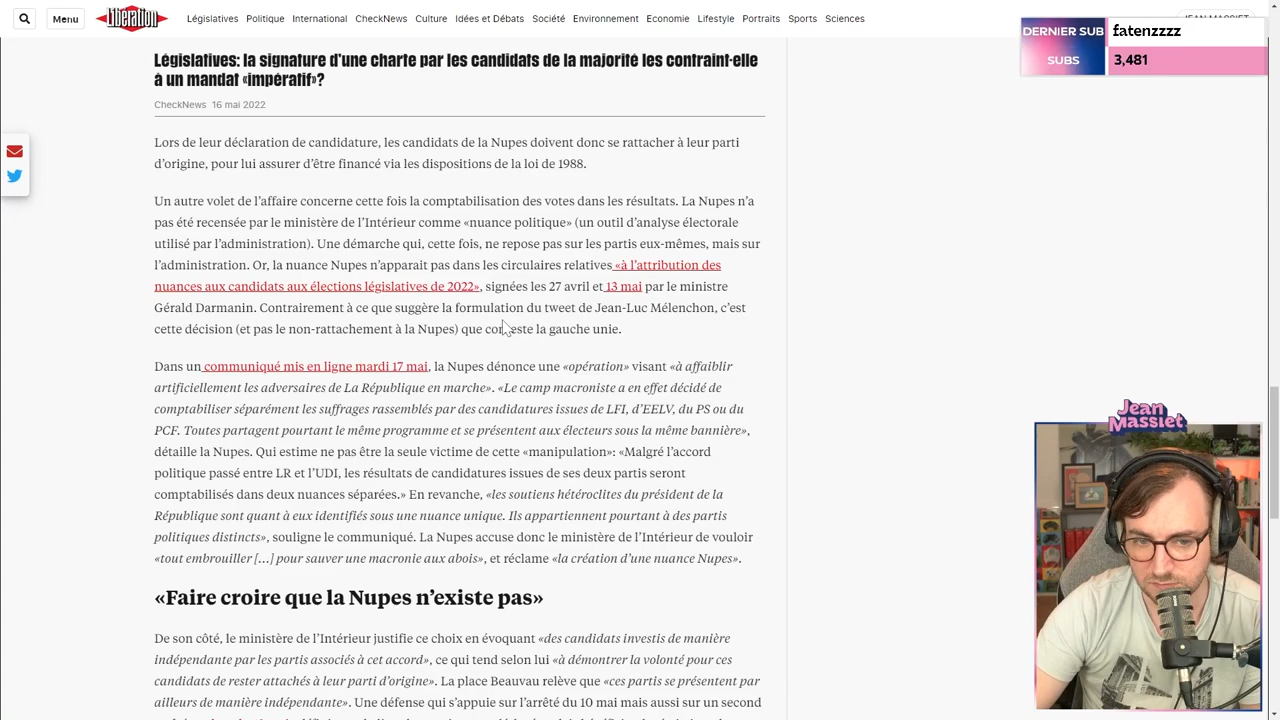 Menu
Libération
Législatives Politique International CheckNews Culture Idées et Débats Société Environnement Economie Lifestyle Portraits Sports Sciences
JEAN MASSIET
DERNIER SUB fatenzzzz
SUBS 3,481
Législatives: la signature d'une charte par les candidats de la majorité les contraint-elle
à un mandat «impératif»?
CheckNews 16 mai 2022
Lors de leur déclaration de candidature, les candidats de la Nupes doivent donc se rattacher à leur parti
d'origine, pour lui assurer d'être financé via les dispositions de la loi de 1988.
Un autre volet de l'affaire concerne cette fois la comptabilisation des votes dans les résultats. La Nupes n'a
pas été recensée par le ministère de l'Intérieur comme «nuance politique» (un outil d'analyse électorale
utilisé par l'administration). Une démarche qui, cette fois, ne repose pas sur les partis eux-mêmes, mais sur
l'administration. Or, la nuance Nupes n'apparait pas dans les circulaires relatives «à l'attribution des
nuances aux candidats aux élections législatives de 2022», signées les 27 avril et 13 mai par le ministre
Gérald Darmanin. Contrairement à ce que suggère la formulation du tweet de Jean-Luc Mélenchon, c'est
cette décision (et pas le non-rattachement à la Nupes) que conteste la gauche unie.
Dans un communiqué mis en ligne mardi 17 mai, la Nupes dénonce une «opération» visant «à affaiblir
artificiellement les adversaires de La République en marche». «Le camp macroniste a en effet décidé de
comptabiliser séparément les suffrages rassemblés par des candidatures issues de LFI, d'EELV, du PS ou du
PCF. Toutes partagent pourtant le même programme et se présentent aux électeurs sous la même bannière»,
détaille la Nupes. Qui estime ne pas être la seule victime de cette «manipulation»: «Malgré l'accord
politique passé entre LR et l'UDI, les résultats de candidatures issues de ses deux partis seront
comptabilisés dans deux nuances séparées.» En revanche, «les soutiens hétéroclites du président de la
République sont quant à eux identifiés sous une nuance unique. Ils appartiennent pourtant à des partis
politiques distincts», souligne le communiqué. La Nupes accuse donc le ministère de l'Intérieur de vouloir
«tout embrouiller [...] pour sauver une macronie aux abois», et réclame «la création d'une nuance Nupes».
«Faire croire que la Nupes n'existe pas»
De son côté, le ministère de l'Intérieur justifie ce choix en évoquant «des candidats investis de manière
indépendante par les partis associés à cet accord», ce qui tend selon lui «à démontrer la volonté pour ces
candidats de rester attachés à leur parti d'origine». La place Beauvau relève que «ces partis se présentent par
ailleurs de manière indépendante». Une défense qui s'appuie sur l'arrêté du 10 mai mais aussi sur un second
Jean
Massiet